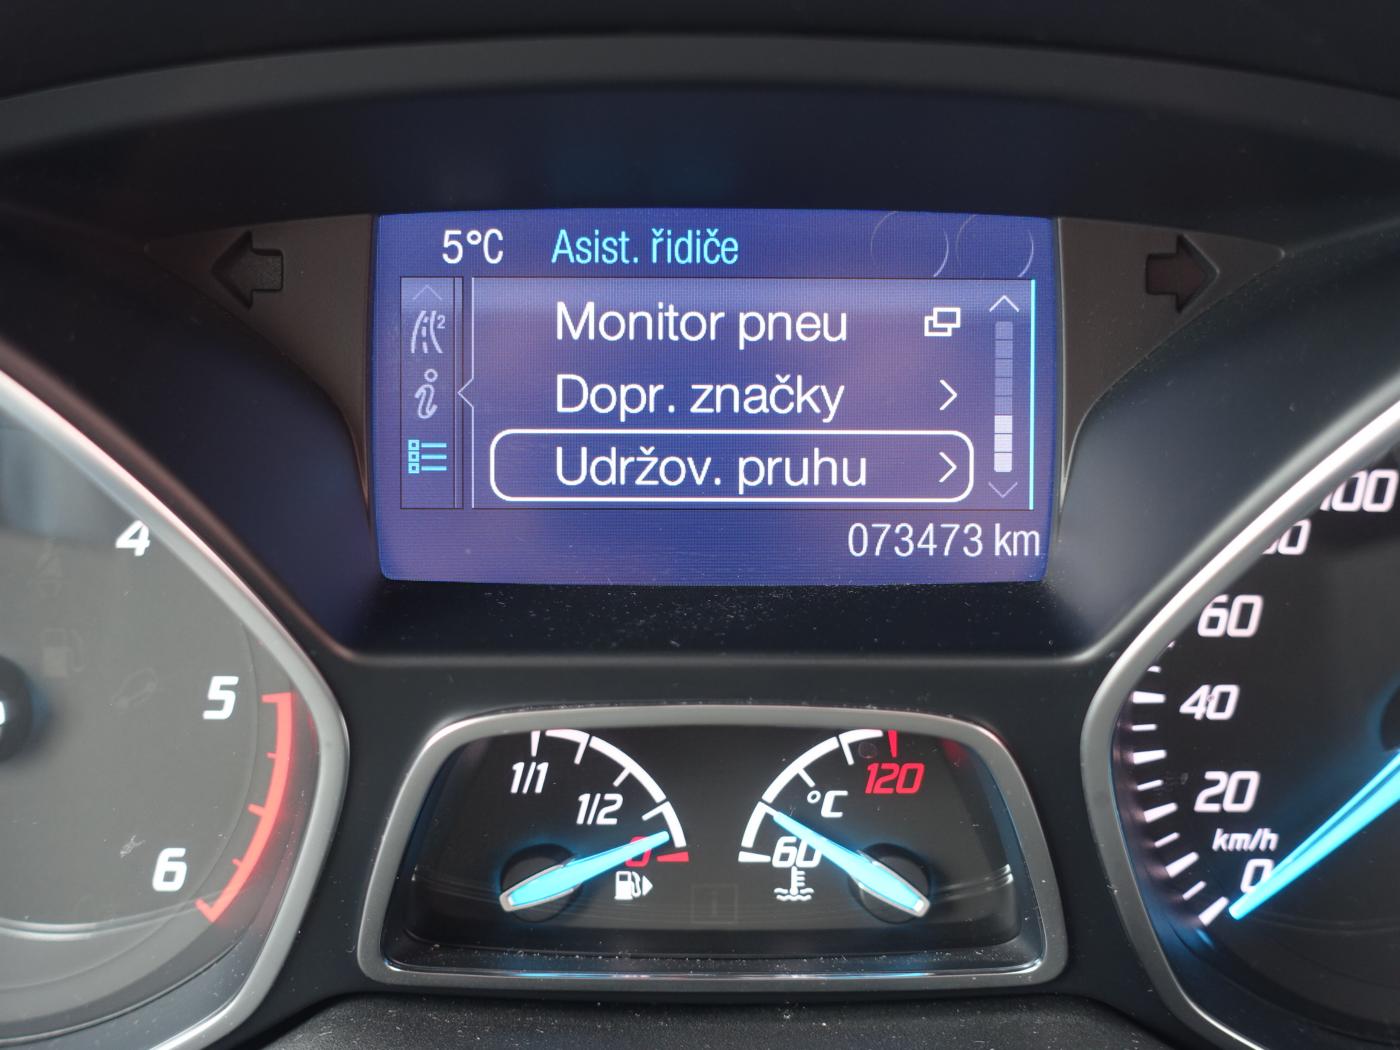 5°C Asist. řidiče
Monitor pneu
Dopr. značky
Udržov. pruhu
073473 km
4
5
6
1/1
1/2
0
°C
120
60
100
60
40
20
km/h
0